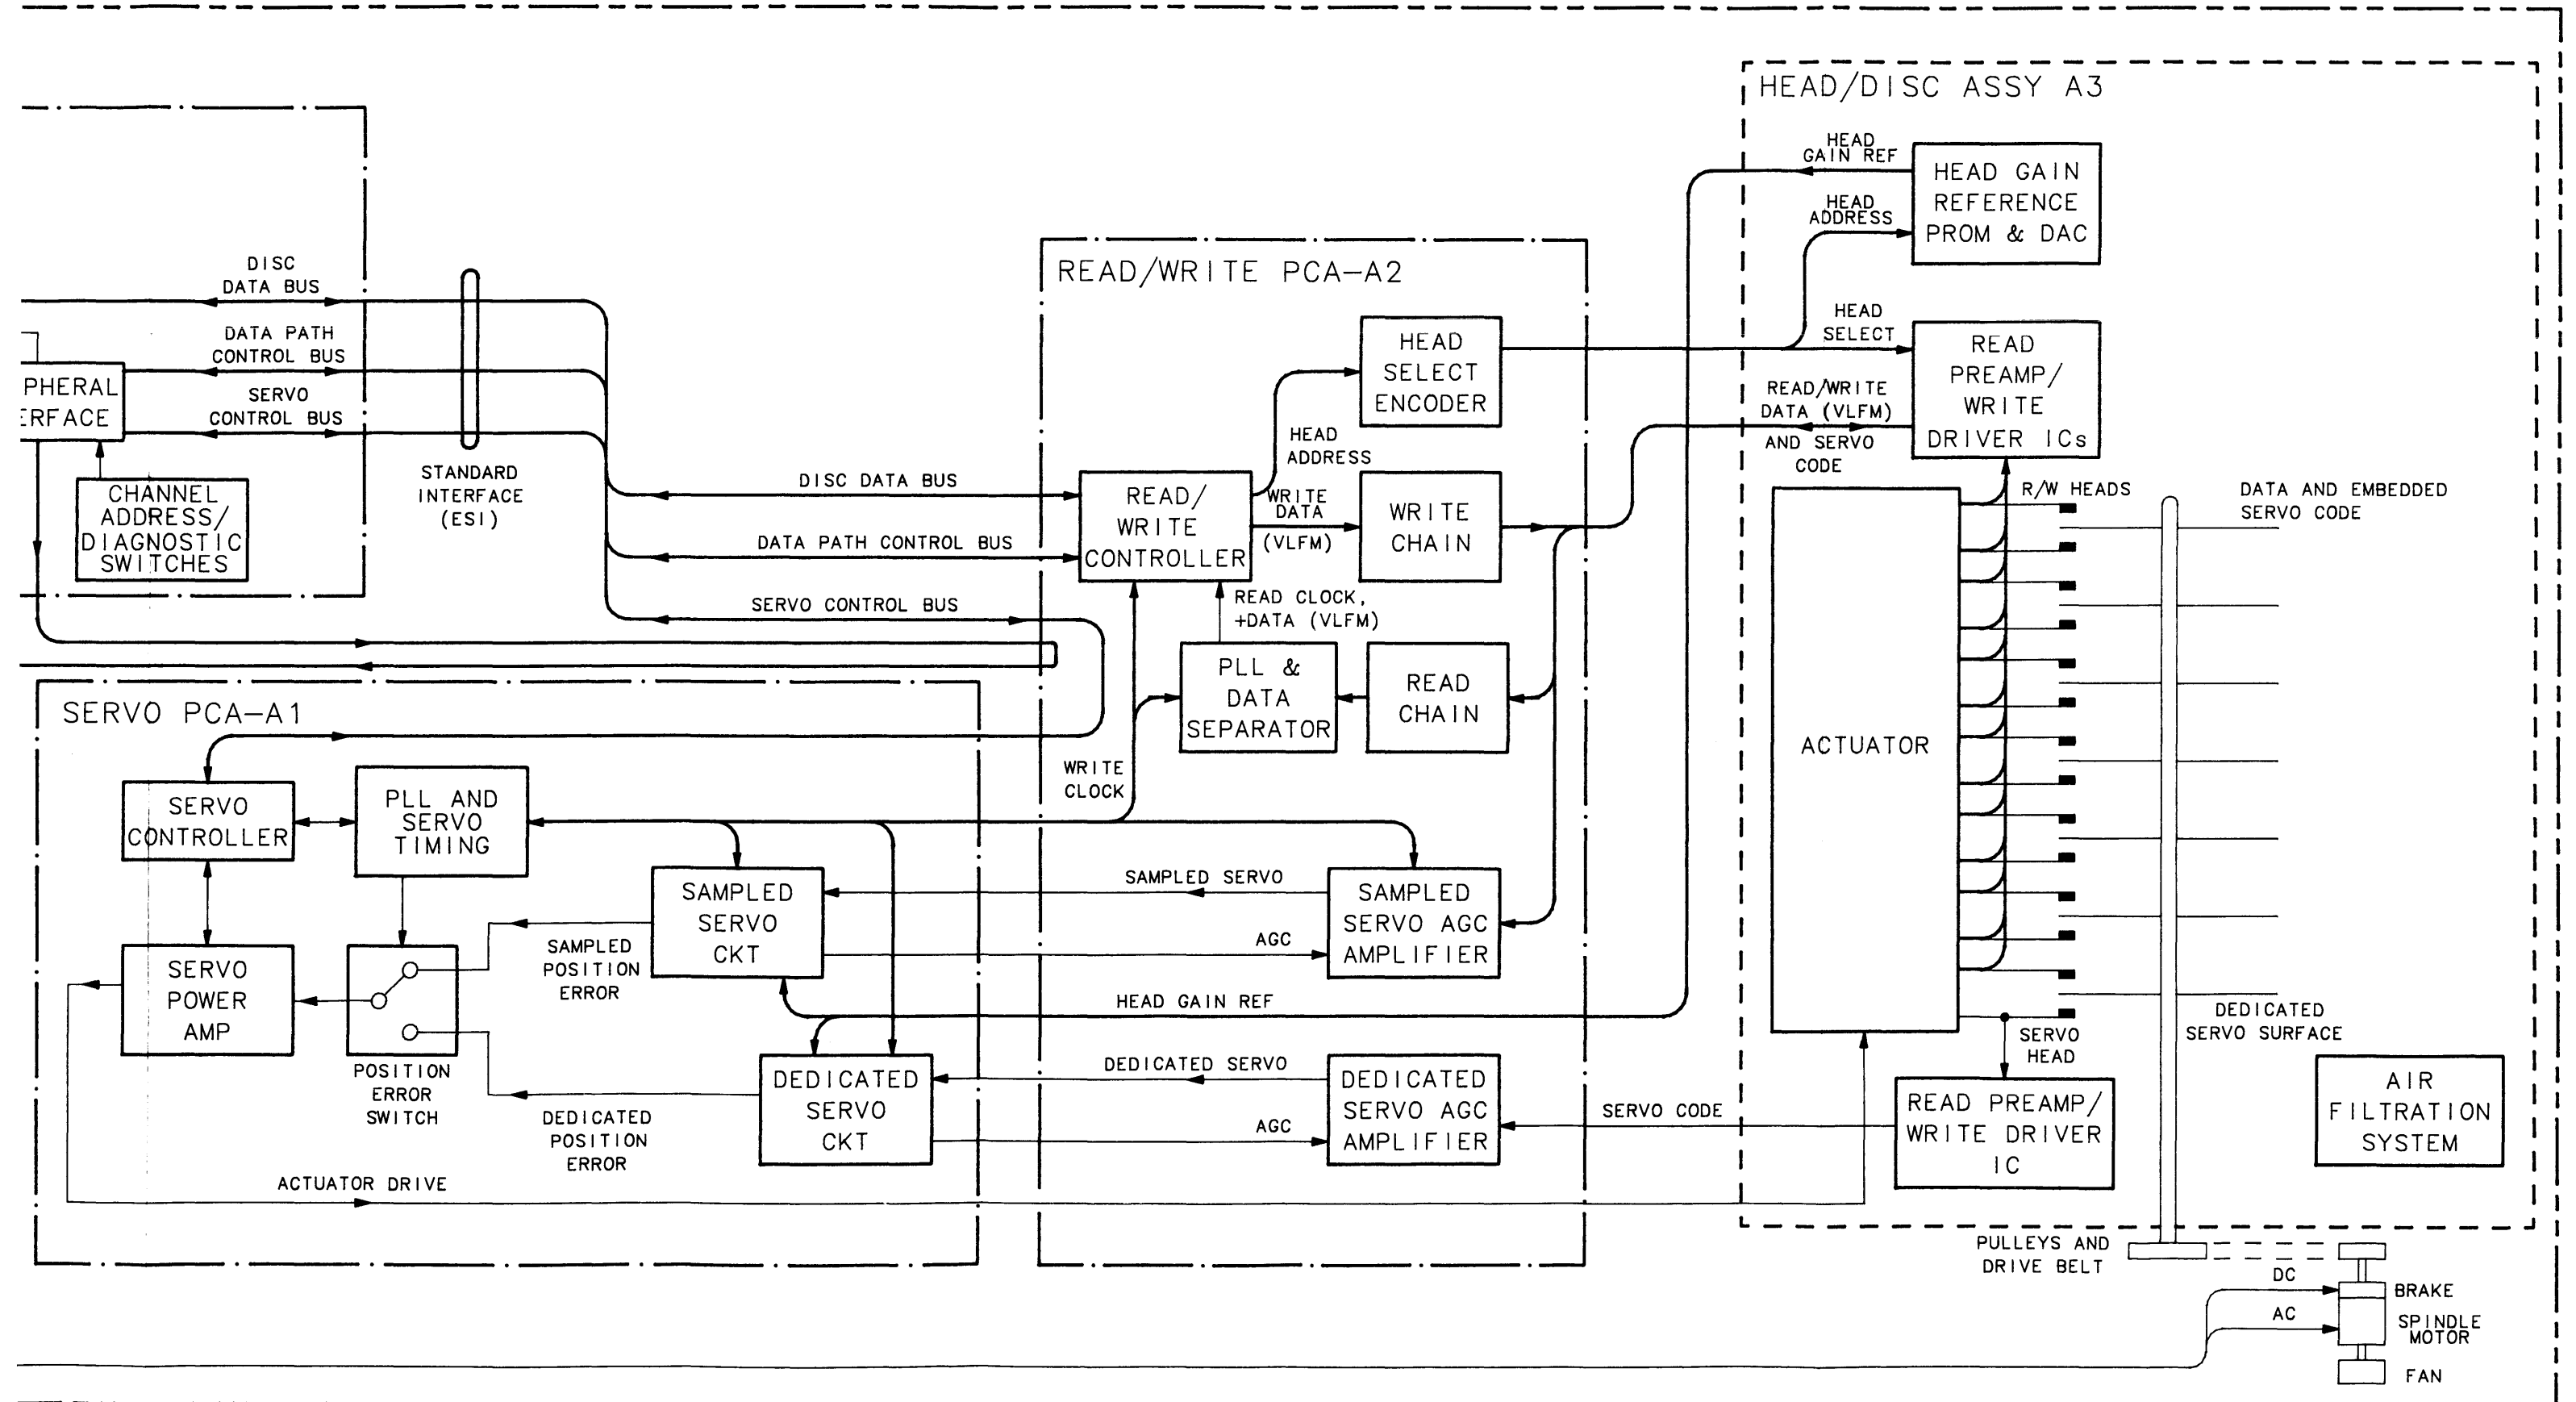 HEAD/DISC ASSY A3
HEAD
GAIN REF
HEAD GAIN
REFERENCE
PROM & DAC
HEAD
ADDRESS
READ/WRITE PCA-A2
DISC
DATA BUS
DATA PATH
CONTROL BUS
SERVO
CONTROL BUS
PHERAL
ERFACE
CHANNEL
ADDRESS/
DIAGNOSTIC
SWITCHES
STANDARD
INTERFACE
(ESI)
DISC DATA BUS
DATA PATH CONTROL BUS
SERVO CONTROL BUS
HEAD
SELECT
ENCODER
HEAD
ADDRESS
READ/
WRITE
CONTROLLER
WRITE
DATA
(VLFM)
WRITE
CHAIN
READ CLOCK,
+DATA (VLFM)
PLL &
DATA
SEPARATOR
READ
CHAIN
WRITE
CLOCK
HEAD
SELECT
READ
PREAMP/
WRITE
DRIVER ICs
READ/WRITE
DATA (VLFM)
AND SERVO
CODE
R/W HEADS
DATA AND EMBEDDED
SERVO CODE
ACTUATOR
SERVO PCA-A1
SERVO
CONTROLLER
PLL AND
SERVO
TIMING
SAMPLED
SERVO
CKT
SAMPLED SERVO
AGC
SAMPLED
SERVO AGC
AMPLIFIER
SERVO
POWER
AMP
SAMPLED
POSITION
ERROR
POSITION
ERROR
SWITCH
HEAD GAIN REF
DEDICATED
SERVO
CKT
DEDICATED SERVO
AGC
DEDICATED
SERVO AGC
AMPLIFIER
DEDICATED
POSITION
ERROR
ACTUATOR DRIVE
SERVO CODE
SERVO
HEAD
DEDICATED
SERVO SURFACE
READ PREAMP/
WRITE DRIVER
IC
AIR
FILTRATION
SYSTEM
PULLEYS AND
DRIVE BELT
DC
BRAKE
AC
SPINDLE
MOTOR
FAN